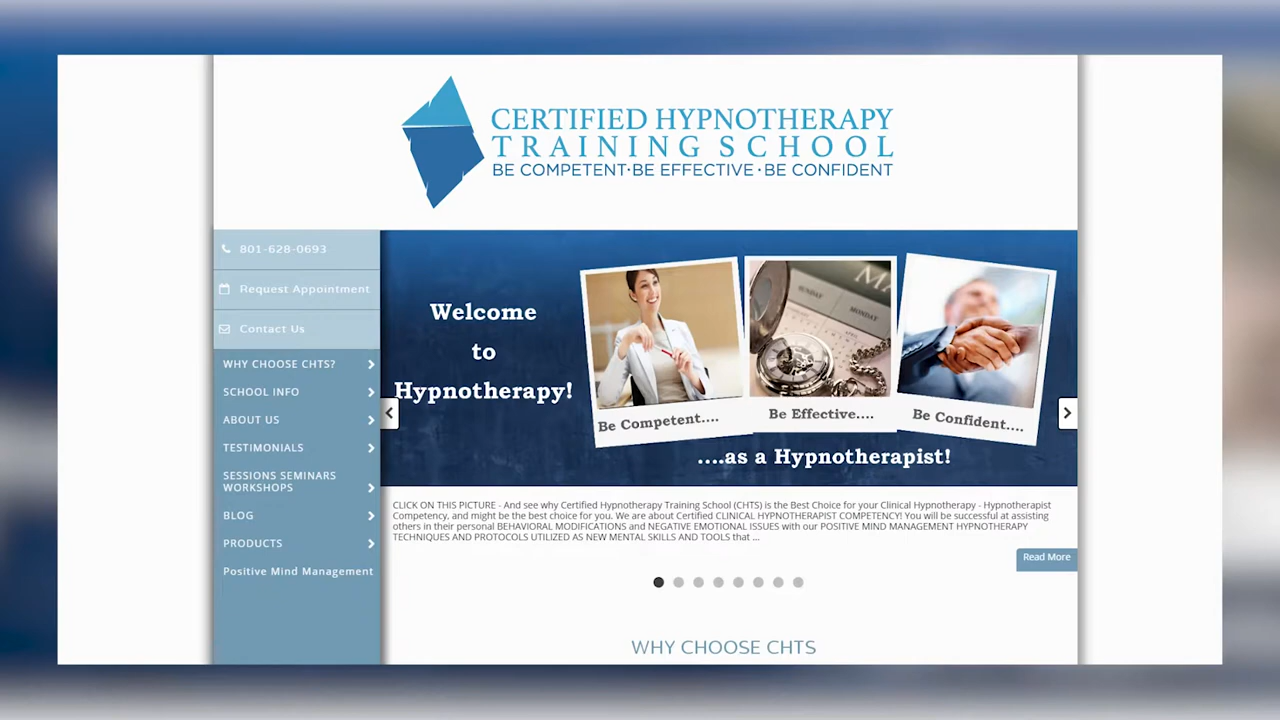 CERTIFIED HYPNOTHERAPY
TRAINING SCHOOL
BE COMPETENT·BE EFFECTIVE·BE CONFIDENT
801-628-0693
Request Appointment
Contact Us
WHY CHOOSE CHTS?
SCHOOL INFO
ABOUT US
TESTIMONIALS
SESSIONS SEMINARS
WORKSHOPS
BLOG
PRODUCTS
Positive Mind Management
Welcome
to
Hypnotherapy!
SUNDAY
MONDAY
Be Competent....
Be Effective....
Be Confident....
....as a Hypnotherapist!
CLICK ON THIS PICTURE - And see why Certified Hypnotherapy Training School (CHTS) is the Best Choice for your Clinical Hypnotherapy - Hypnotherapist
Competency, and might be the best choice for you. We are about Certified CLINICAL HYPNOTHERAPIST COMPETENCY! You will be successful at assisting
others in their personal BEHAVIORAL MODIFICATIONS and NEGATIVE EMOTIONAL ISSUES with our POSITIVE MIND MANAGEMENT HYPNOTHERAPY
TECHNIQUES AND PROTOCOLS UTILIZED AS NEW MENTAL SKILLS AND TOOLS that ...
Read More
WHY CHOOSE CHTS